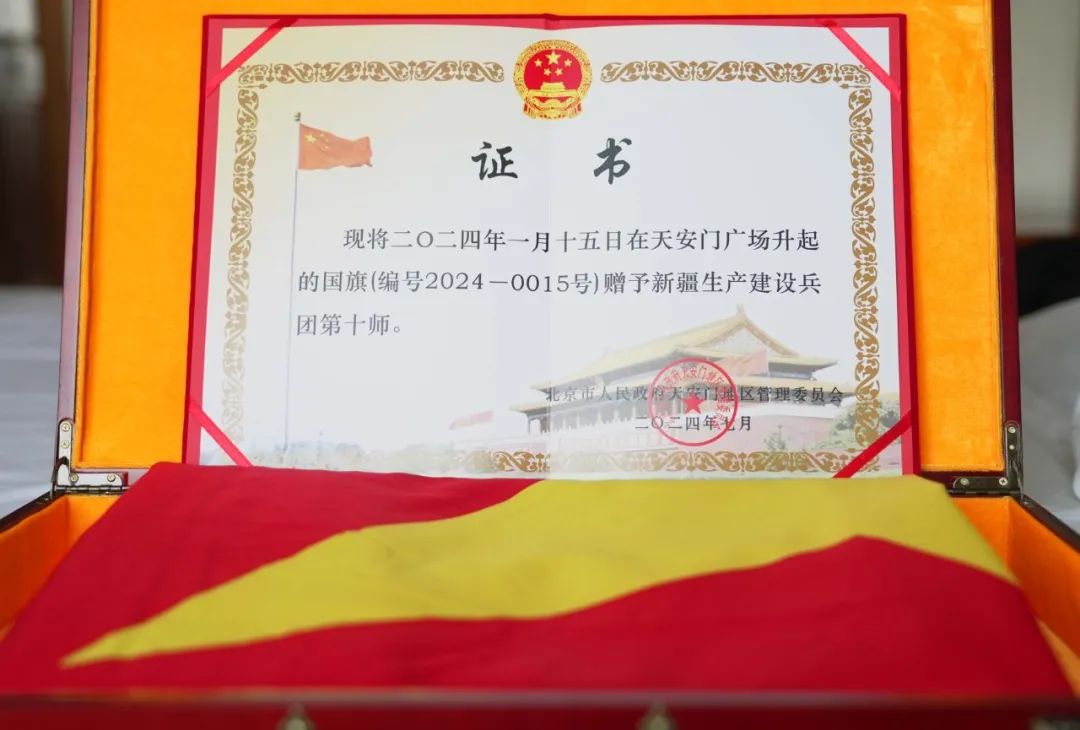 证 书
现将二〇二四年一月十五日在天安门广场升起
的国旗(编号2024－0015号)赠予新疆生产建设兵
团第十师。
北京市人民政府天安门地区管理委员会
二〇二四年七月